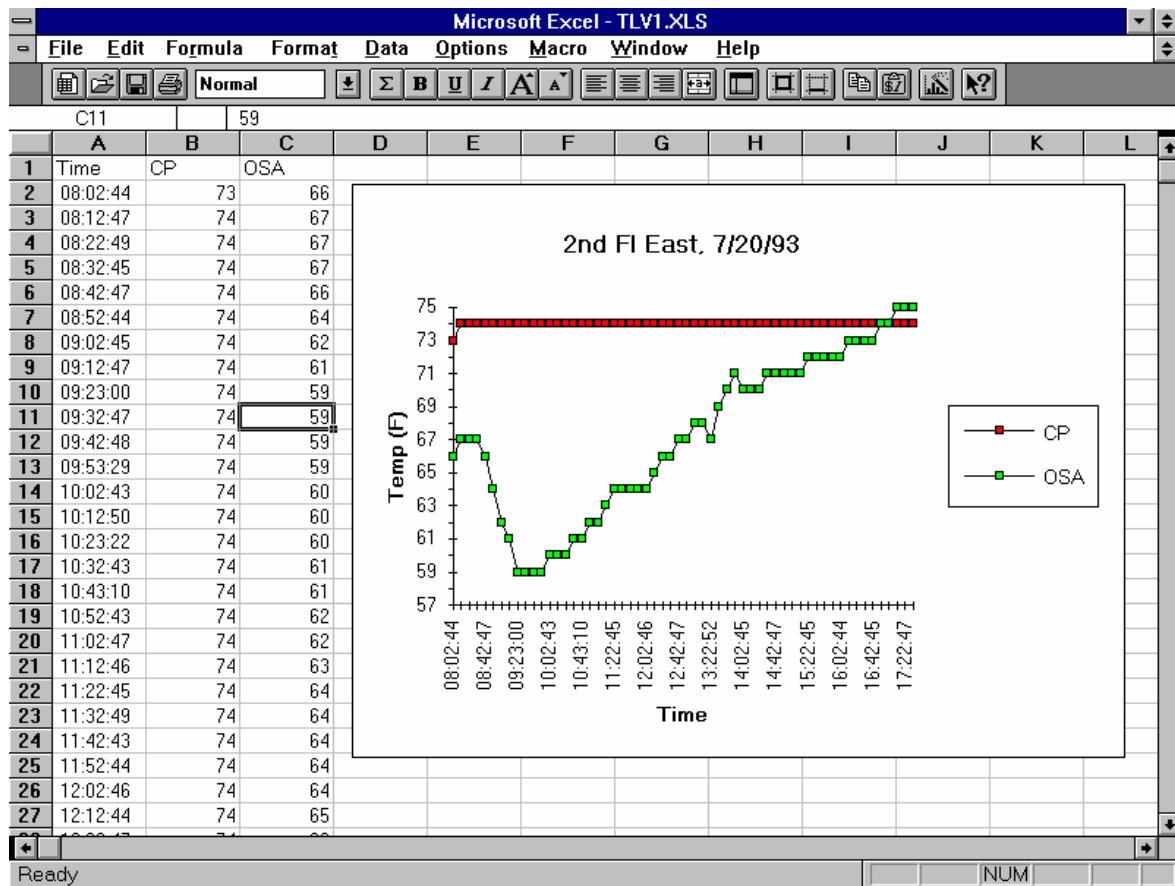 Microsoft Excel - TLV1.XLS
File Edit Formula Format Data Options Macro Window Help
Normal Σ B U I A A
C11 59
A B C D E F G H I J K L
1 Time CP OSA
2 08:02:44 73 66
3 08:12:47 74 67
4 08:22:49 74 67
5 08:32:45 74 67
6 08:42:47 74 66
7 08:52:44 74 64
8 09:02:45 74 62
9 09:12:47 74 61
10 09:23:00 74 59
11 09:32:47 74 59
12 09:42:48 74 59
13 09:53:29 74 59
14 10:02:43 74 60
15 10:12:50 74 60
16 10:23:22 74 60
17 10:32:43 74 61
18 10:43:10 74 61
19 10:52:43 74 62
20 11:02:47 74 62
21 11:12:46 74 63
22 11:22:45 74 64
23 11:32:49 74 64
24 11:42:43 74 64
25 11:52:44 74 64
26 12:02:46 74 64
27 12:12:44 74 65
2nd Fl East, 7/20/93
75
73
71
69
67
65
63
61
59
57
Temp (F)
08:02:44
08:42:47
09:23:00
10:02:43
10:43:10
11:22:45
12:02:46
12:42:47
13:22:52
14:02:45
14:42:47
15:22:45
16:02:44
16:42:45
17:22:47
Time
CP
OSA
Ready NUM